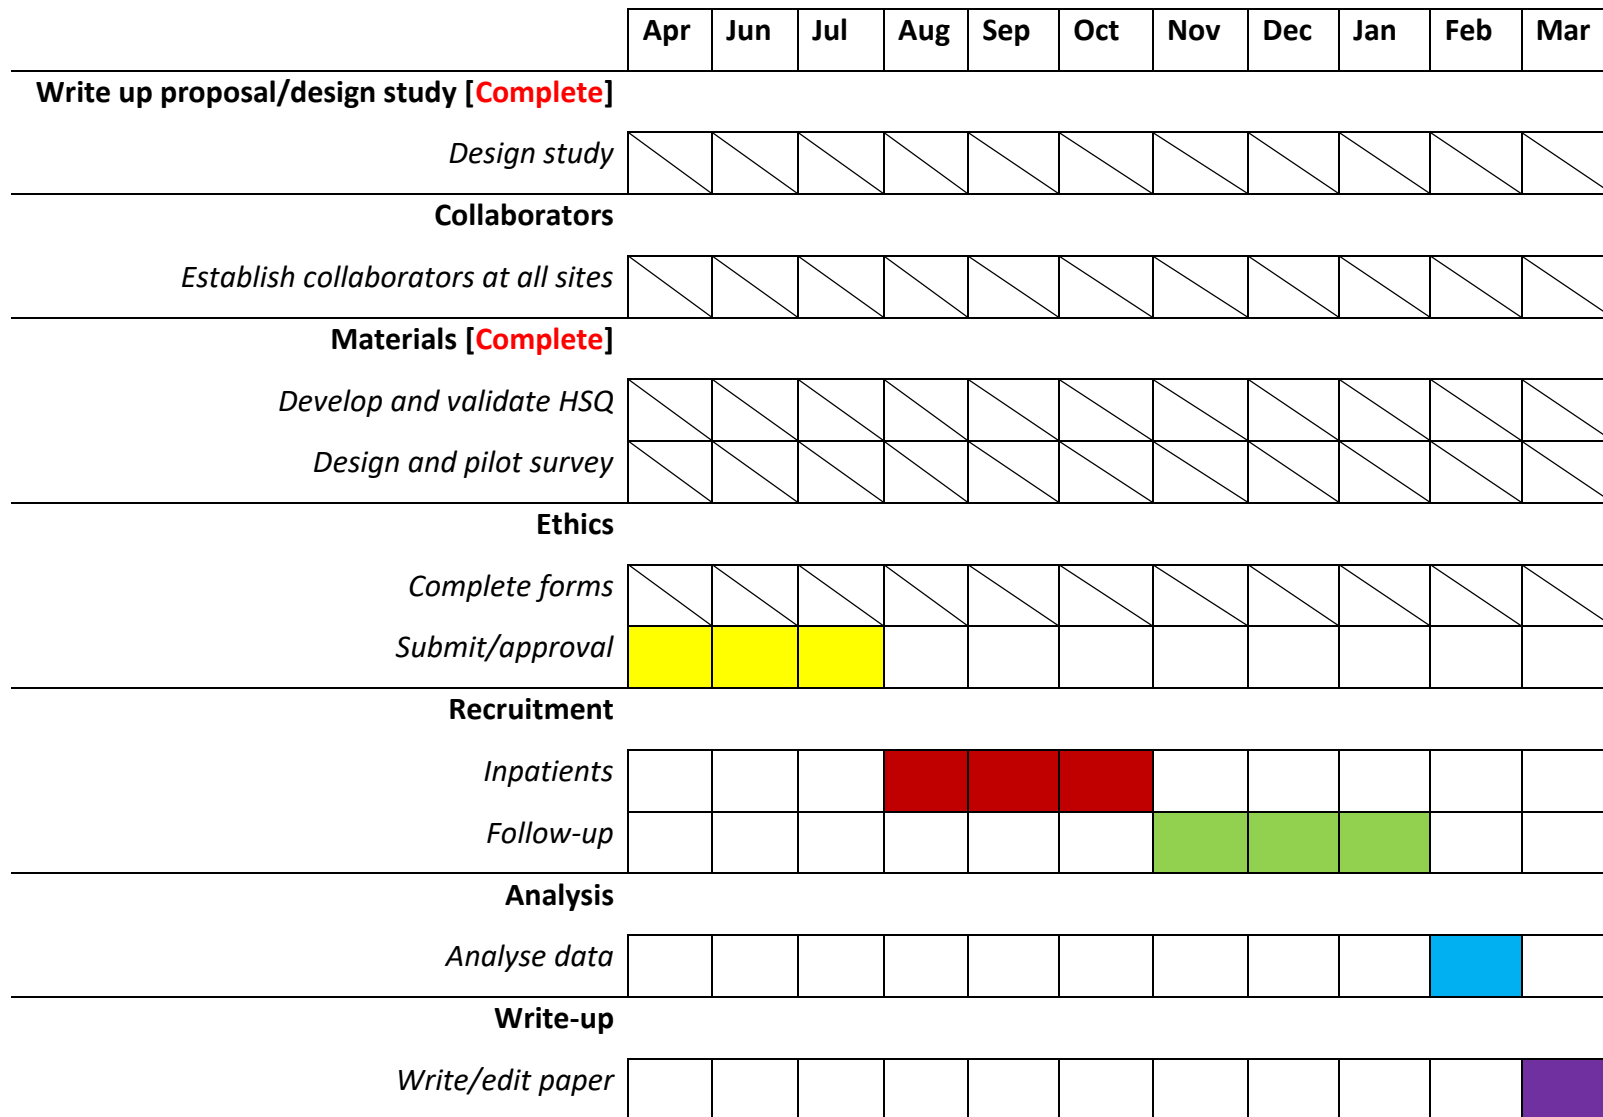 Apr Jun Jul Aug Sep Oct Nov Dec Jan Feb Mar
Write up proposal/design study [Complete]
Design study
Collaborators
Establish collaborators at all sites
Materials [Complete]
Develop and validate HSQ
Design and pilot survey
Ethics
Complete forms
Submit/approval
Recruitment
Inpatients
Follow-up
Analysis
Analyse data
Write-up
Write/edit paper